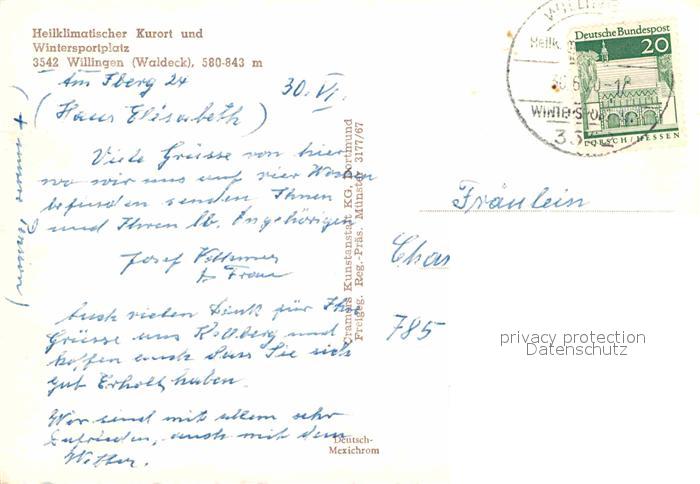 Heilklimatischer Kurort und
Wintersportplatz
3542 Willingen (Waldeck), 580-843 m
Am Iberg 24
30. VI.
(Haus Elisabeth)
Viele Grüsse von hier
wo wir uns auf vier Wochen
befinden senden Ihnen
und Ihren lb. Angehörigen
Josef
u. Frau
Auch vielen Dank für Ihre
Grüsse aus und
hoffen auch dass Sie sich
gut Erholt haben.
Wir sind mit allem sehr
zufrieden, auch mit dem
Wetter.
Cramers Kunstanstalt KG, Dortmund
Freigeg. Reg.-Präs. Münster 3177/67
Deutsch-
Mexichrom
Deutsche Bundespost
20
LORSCH/HESSEN
Fräulein
785
privacy protection
Datenschutz